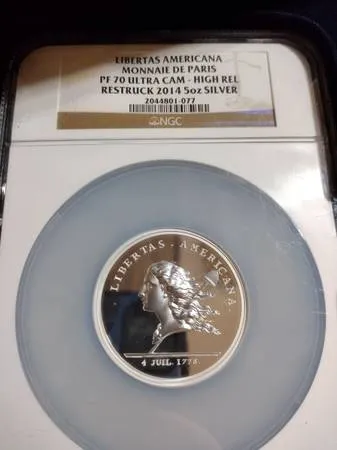 LIBERTAS AMERICANA
MONNAIE DE PARIS
PF 70 ULTRA CAM - HIGH REL
RESTRUCK 2014 5oz SILVER
2044801-077
NGC
LIBERTAS . AMERICANA.
4 JUIL. 1776.